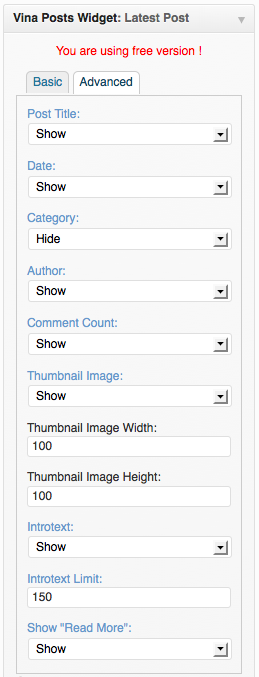 Vina Posts Widget: Latest Post
You are using free version !
Basic Advanced
Post Title:
Show
Date:
Show
Category:
Hide
Author:
Show
Comment Count:
Show
Thumbnail Image:
Show
Thumbnail Image Width:
100
Thumbnail Image Height:
100
Introtext:
Show
Introtext Limit:
150
Show "Read More":
Show